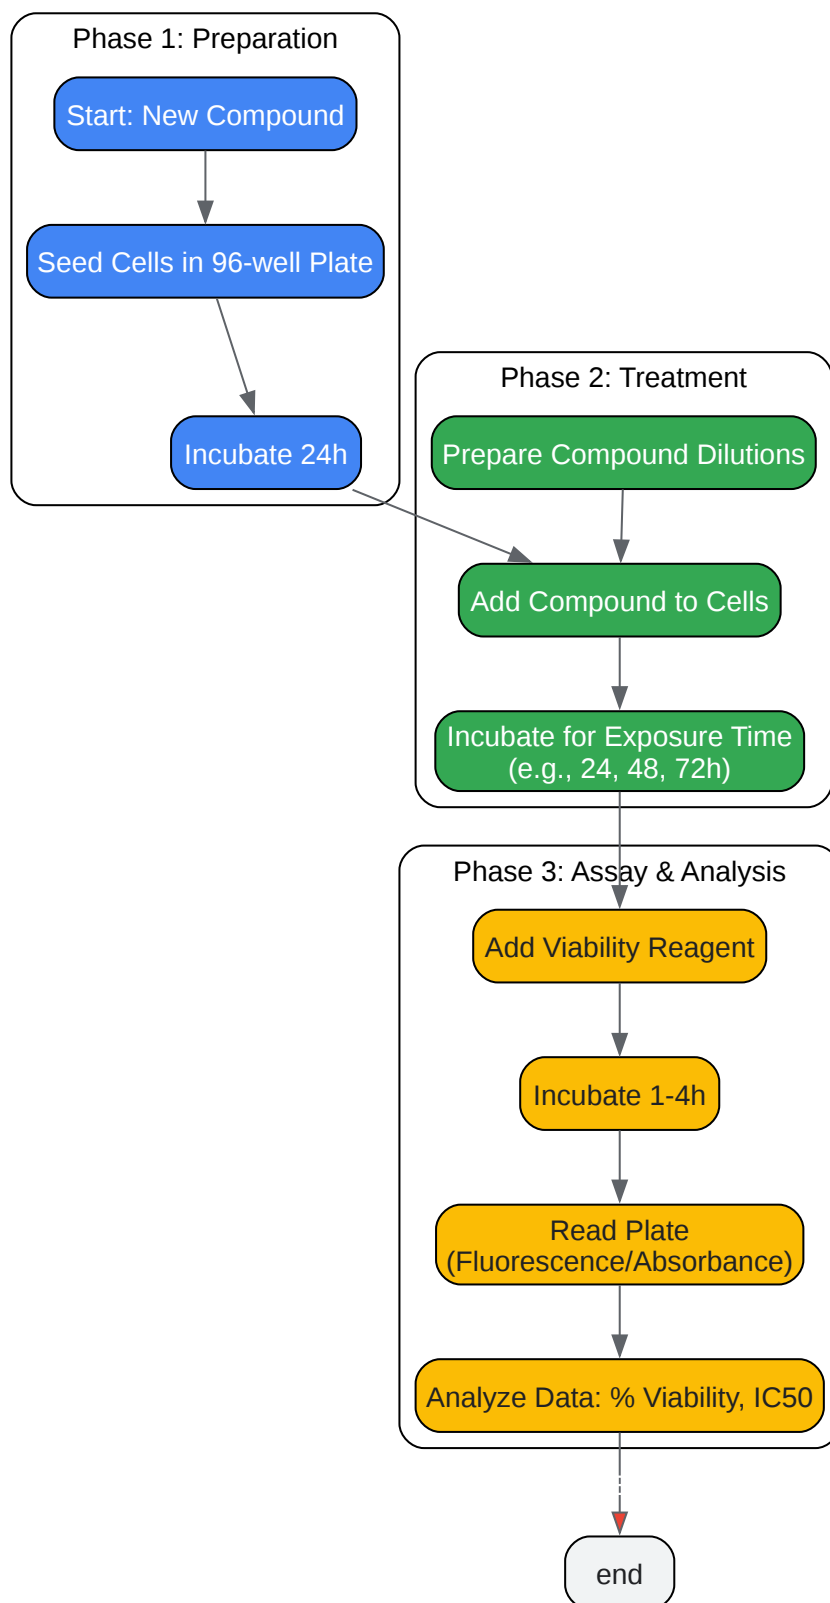 Phase 1: Preparation
Start: New Compound
Seed Cells in 96-well Plate
Incubate 24h
Phase 2: Treatment
Prepare Compound Dilutions
Add Compound to Cells
Incubate for Exposure Time
(e.g., 24, 48, 72h)
Phase 3: Assay & Analysis
Add Viability Reagent
Incubate 1-4h
Read Plate
(Fluorescence/Absorbance)
Analyze Data: % Viability, IC50
end